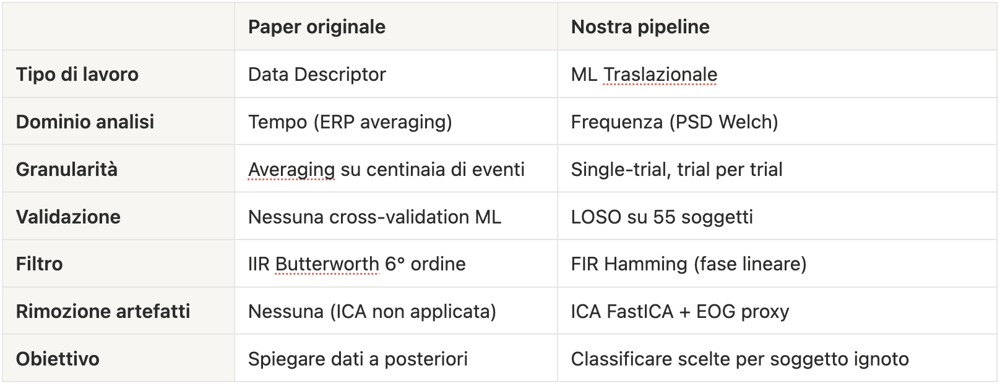 Paper originale Nostra pipeline
Tipo di lavoro Data Descriptor ML Traslazionale
Dominio analisi Tempo (ERP averaging) Frequenza (PSD Welch)
Granularità Averaging su centinaia di eventi Single-trial, trial per trial
Validazione Nessuna cross-validation ML LOSO su 55 soggetti
Filtro IIR Butterworth 6° ordine FIR Hamming (fase lineare)
Rimozione artefatti Nessuna (ICA non applicata) ICA FastICA + EOG proxy
Obiettivo Spiegare dati a posteriori Classificare scelte per soggetto ignoto